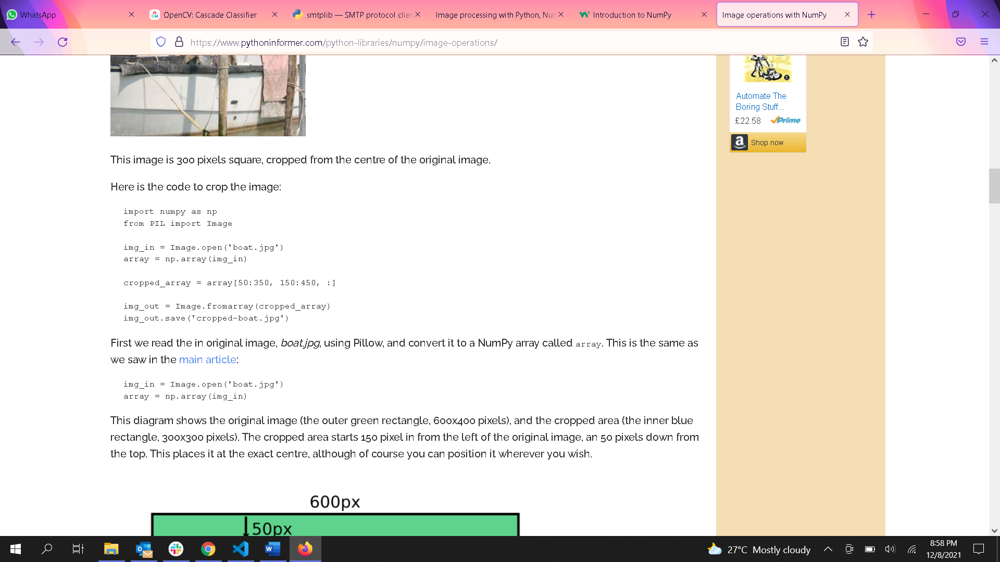 WhatsApp
OpenCV: Cascade Classifier
smtplib — SMTP protocol clien
Image processing with Python, Nun
Introduction to NumPy
Image operations with NumPy
https://www.pythoninformer.com/python-libraries/numpy/image-operations/
Automate The
Boring Stuff...
£22.58 Prime
a Shop now
This image is 300 pixels square, cropped from the centre of the original image.
Here is the code to crop the image:
import numpy as np
from PIL import Image
img_in = Image.open('boat.jpg')
array = np.array(img_in)
cropped_array = array[50:350, 150:450, :]
img_out = Image.fromarray(cropped_array)
img_out.save('cropped-boat.jpg')
First we read the in original image, boat.jpg, using Pillow, and convert it to a NumPy array called array. This is the same as
we saw in the main article:
img_in = Image.open('boat.jpg')
array = np.array(img_in)
This diagram shows the original image (the outer green rectangle, 600x400 pixels), and the cropped area (the inner blue
rectangle, 300x300 pixels). The cropped area starts 150 pixel in from the left of the original image, an 50 pixels down from
the top. This places it at the exact centre, although of course you can position it wherever you wish.
600px
50px
27°C Mostly cloudy
8:58 PM
12/8/2021